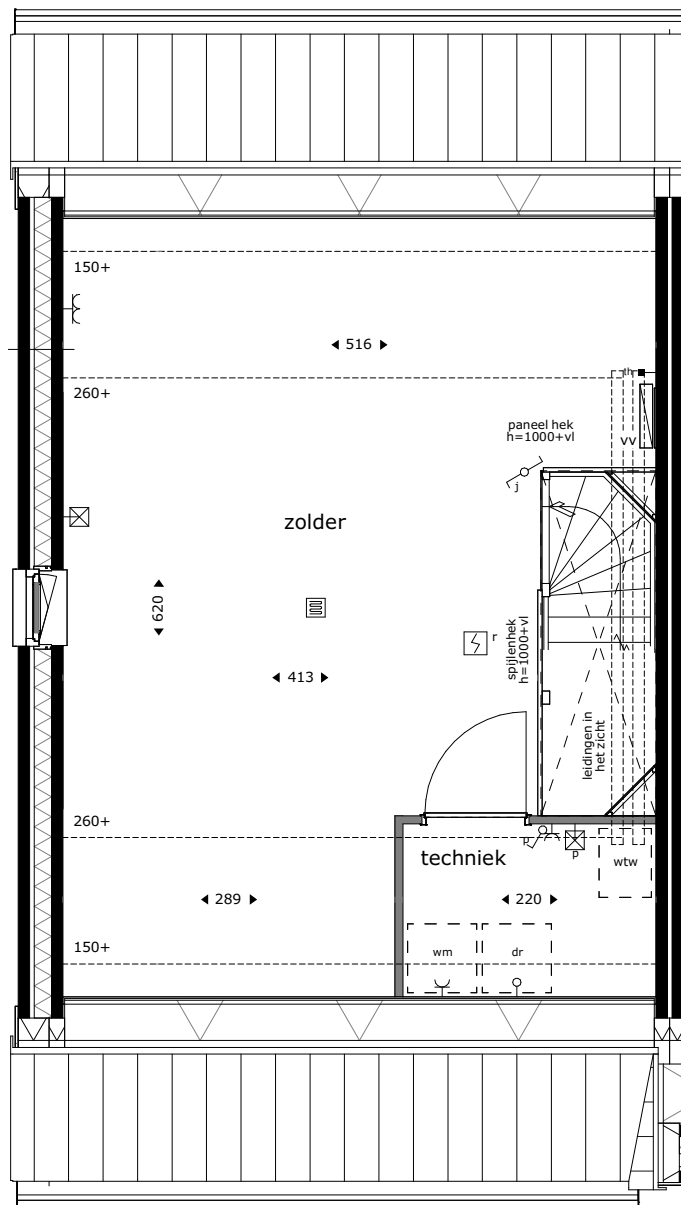 150+
516
260+
th
vv
paneel hek
h=1000+vl
j
zolder
620
r
spijlenhek
h=1000+vl
413
leidingen in
het zicht
260+
p
p
techniek
wtw
289
220
150+
wm
dr